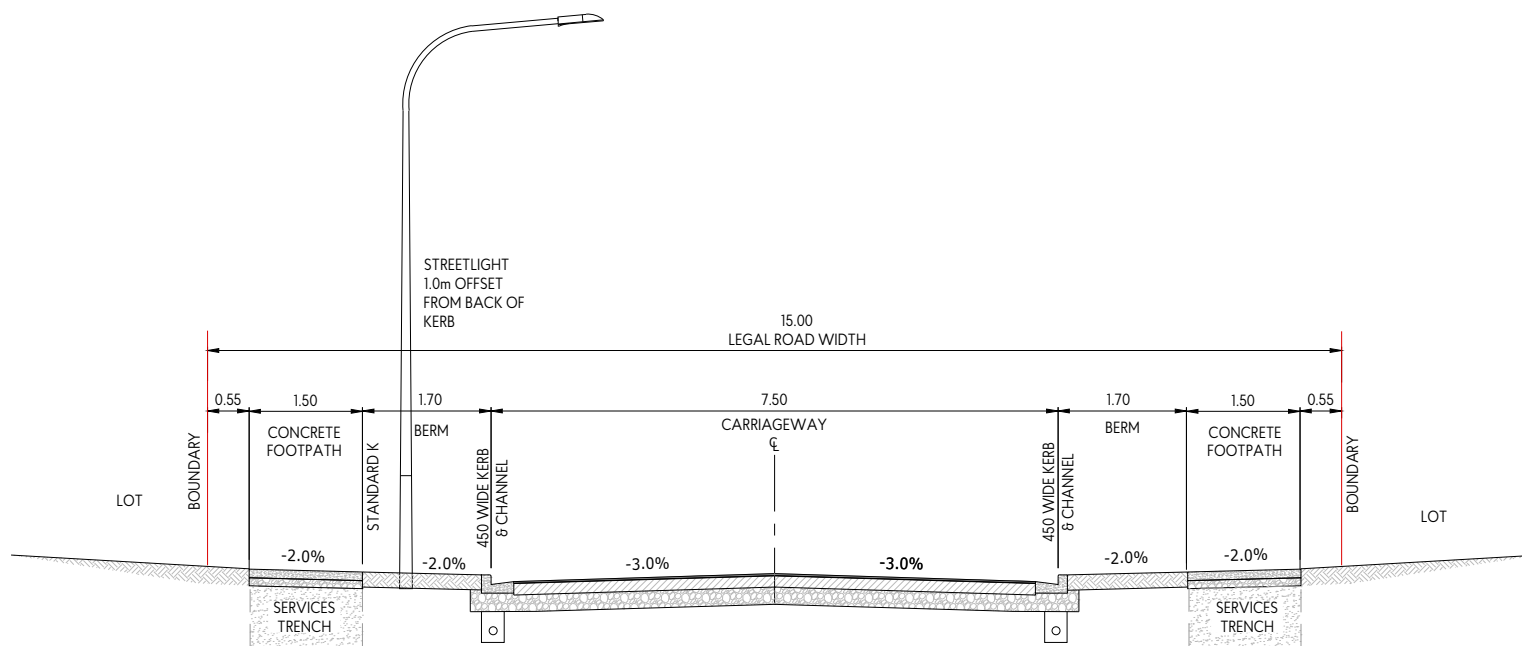 STREETLIGHT
1.0m OFFSET
FROM BACK OF
KERB
15.00
LEGAL ROAD WIDTH
0.55
1.50
1.70
7.50
1.70
1.50
0.55
CONCRETE
FOOTPATH
BERM
CARRIAGEWAY
℄
BERM
CONCRETE
FOOTPATH
BOUNDARY
STANDARD K
450 WIDE KERB
& CHANNEL
450 WIDE KERB
& CHANNEL
BOUNDARY
LOT
LOT
-2.0%
-2.0%
-3.0%
-3.0%
-2.0%
-2.0%
SERVICES
TRENCH
SERVICES
TRENCH